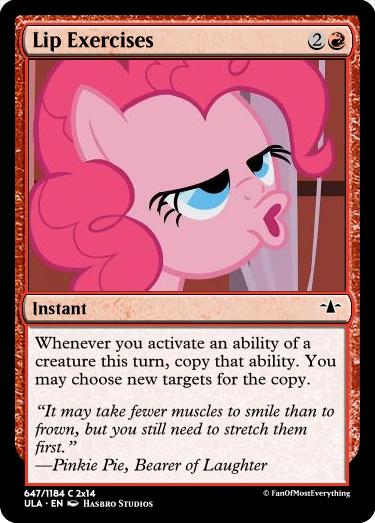 Lip Exercises 2
Instant
Whenever you activate an ability of a
creature this turn, copy that ability. You
may choose new targets for the copy.
“It may take fewer muscles to smile than to
frown, but you still need to stretch them
first.”
—Pinkie Pie, Bearer of Laughter
647/1184 C 2x14
ULA • EN Hasbro Studios © FanOfMostEverything